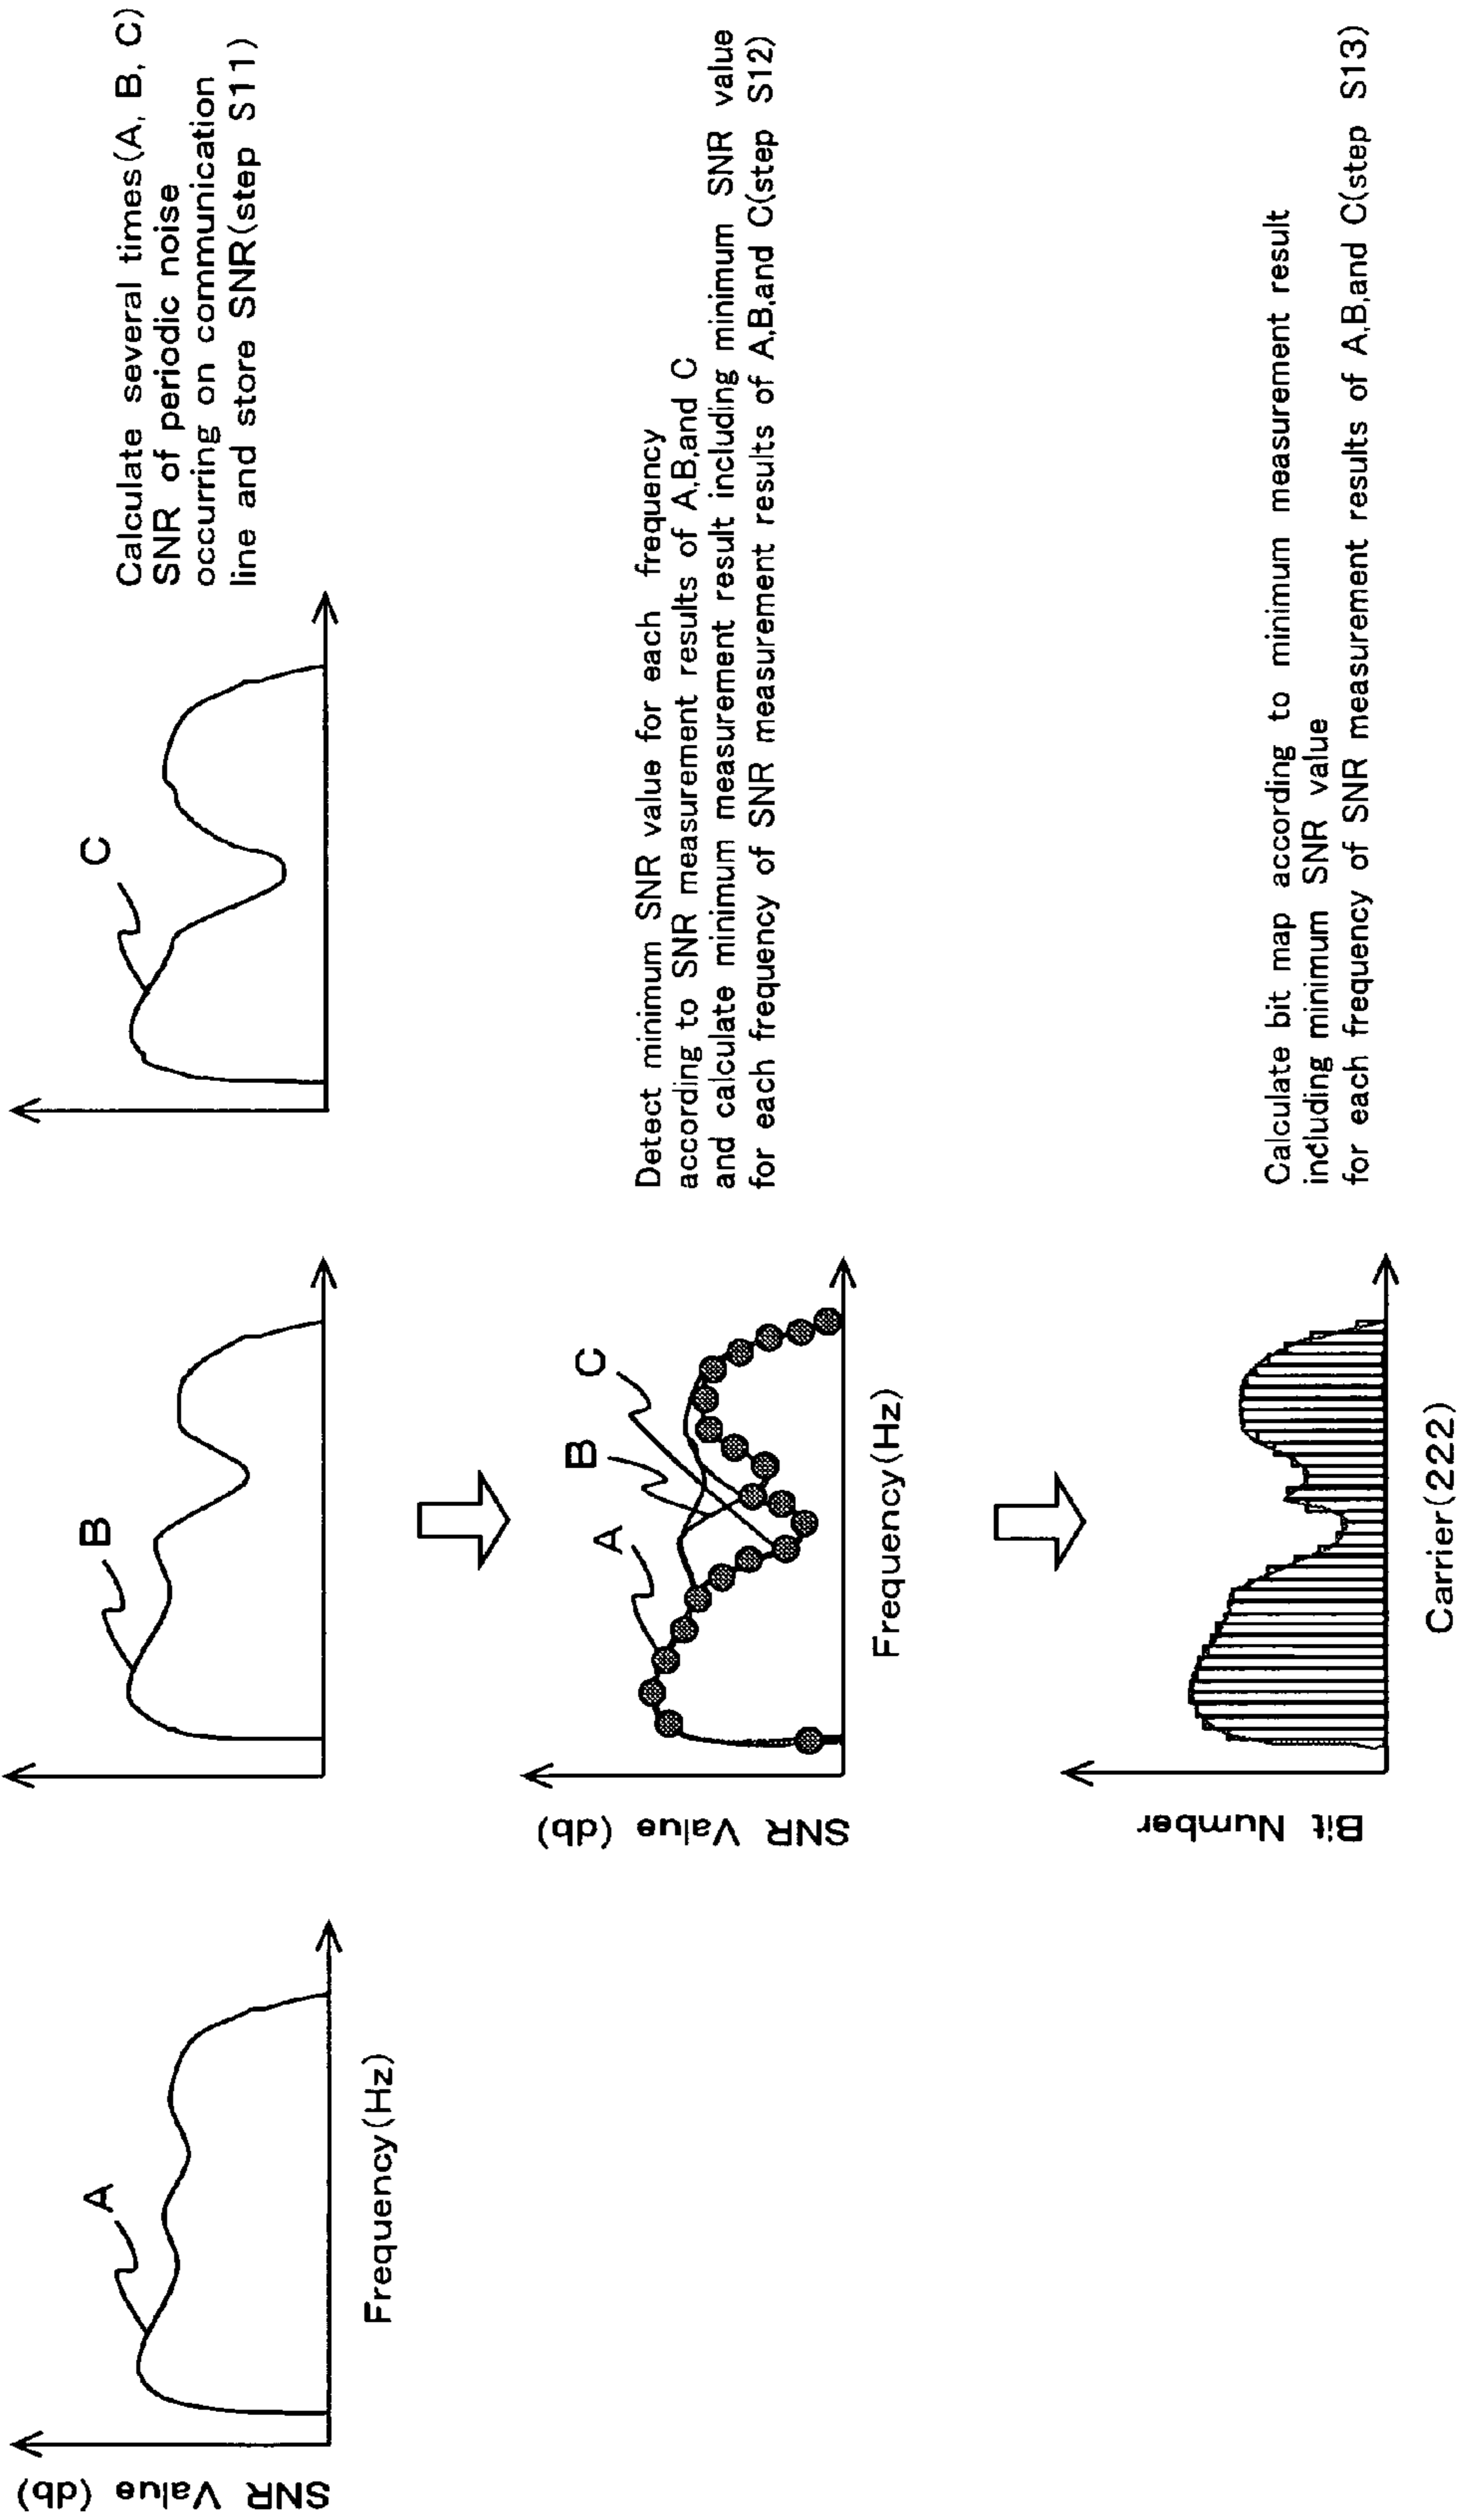 A
B
C
SNR Value (db)
Frequency(Hz)
Calculate several times(A, B, C)
SNR of periodic noise
occurring on communication
line and store SNR(step S11)
A
B
C
SNR Value (db)
Frequency(Hz)
Detect minimum SNR value for each frequency
according to SNR measurement results of A,B,and C
and calculate minimum measurement result including minimum SNR value
for each frequency of SNR measurement results of A,B,and C(step S12)
Bit Number
Carrier(222)
Calculate bit map according to minimum measurement result
including minimum SNR value
for each frequency of SNR measurement results of A,B,and C(step S13)